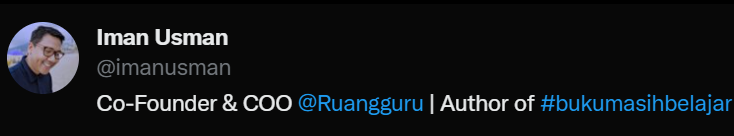 Iman Usman
@imanusman
Co-Founder & COO @Ruangguru | Author of #bukumasihbelajar